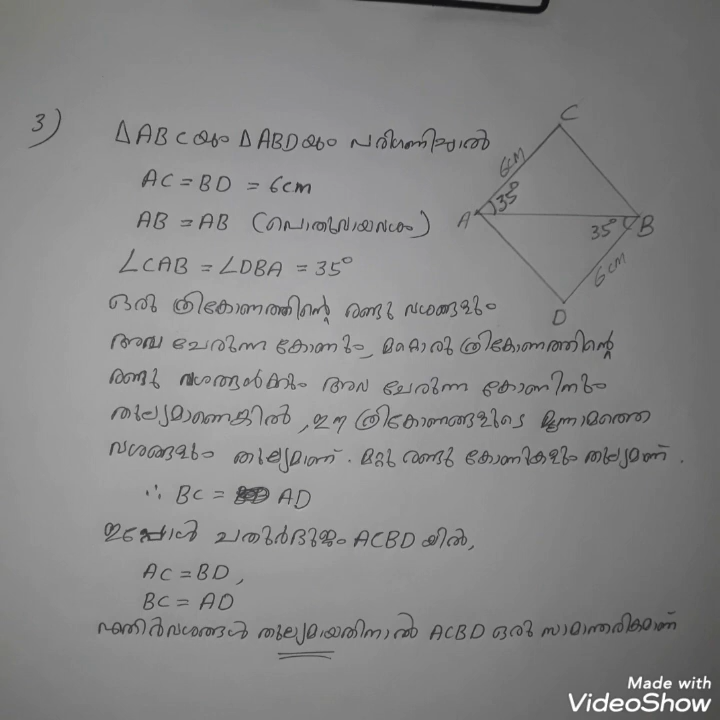 3)
△ABC യും △ABD യും പരിഗണിച്ചാൽ
AC = BD = 6cm
AB = AB (പൊതുവായവശം)
∠CAB = ∠DBA = 35°
ഒരു ത്രികോണത്തിന്റെ രണ്ടു വശങ്ങളും
അവ ചേരുന്ന കോണും, മറ്റൊരു ത്രികോണത്തിന്റെ
രണ്ടു വശങ്ങൾക്കും അവ ചേരുന്ന കോണിനും
തുല്യമാണെങ്കിൽ, ഈ ത്രികോണങ്ങളുടെ മൂന്നാമത്തെ
വശങ്ങളും തുല്യമാണ്. മറ്റു രണ്ടു കോണുകളും തുല്യമാണ്.
∴ BC = AD
ഇപ്പോൾ ചതുർഭുജം ACBD യിൽ,
AC = BD,
BC = AD
എതിർവശങ്ങൾ തുല്യമായതിനാൽ ACBD ഒരു സാമാന്തരികമാണ്
C
6cm
35°
A
35°
B
6cm
D
Made with
VideoShow